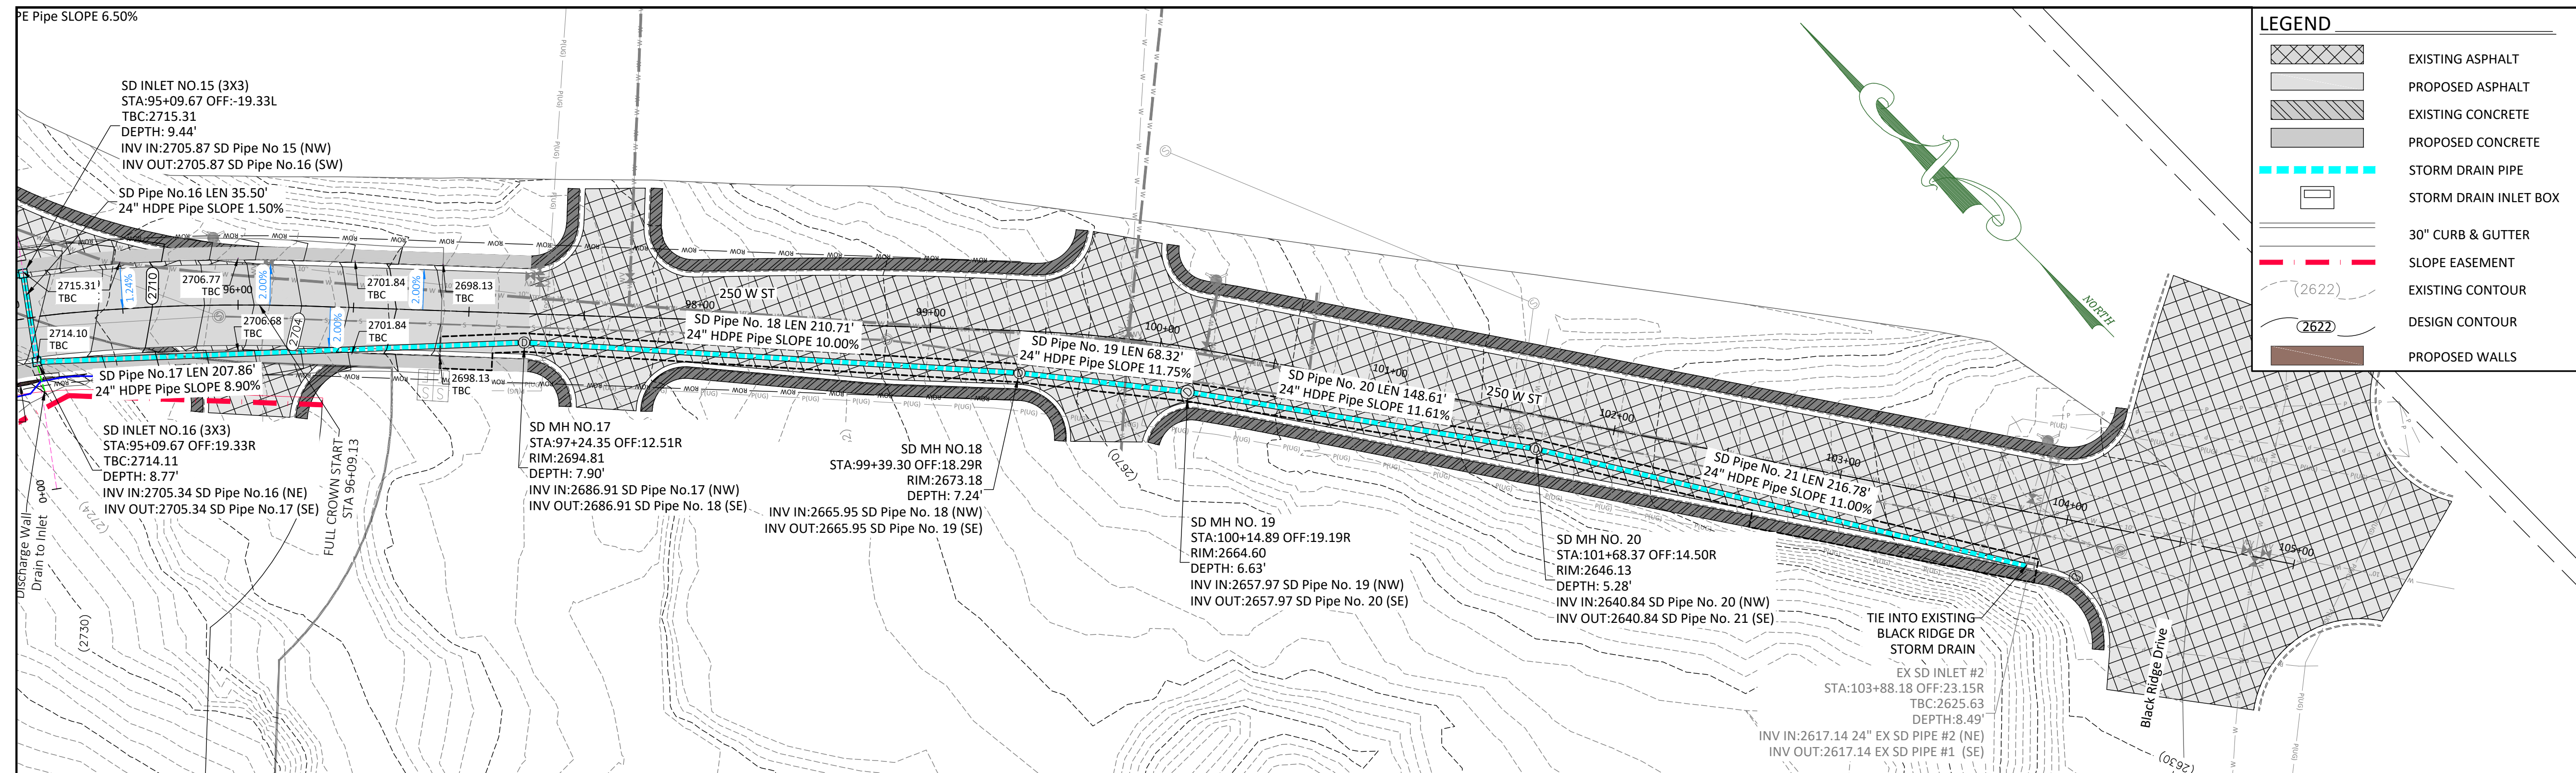 PE Pipe SLOPE 6.50%
SD INLET NO.15 (3X3)
STA:95+09.67 OFF:-19.33L
TBC:2715.31
DEPTH: 9.44'
INV IN:2705.87 SD Pipe No 15 (NW)
INV OUT:2705.87 SD Pipe No.16 (SW)
SD Pipe No.16 LEN 35.50'
24" HDPE Pipe SLOPE 1.50%
2715.31
TBC
1.24%
2710
2706.77
TBC
96+00
2.00%
2701.84
TBC
2.00%
2698.13
TBC
2714.10
TBC
2706.68
TBC
2704
2.00%
2701.84
TBC
2698.13
TBC
SD Pipe No.17 LEN 207.86'
24" HDPE Pipe SLOPE 8.90%
SD INLET NO.16 (3X3)
STA:95+09.67 OFF:19.33R
TBC:2714.11
DEPTH: 8.77'
INV IN:2705.34 SD Pipe No.16 (NE)
INV OUT:2705.34 SD Pipe No.17 (SE)
Discharge Wall
Drain to Inlet
0+00
(2724)
(2730)
FULL CROWN START
STA 96+09.13
250 W ST
98+00
SD Pipe No. 18 LEN 210.71'
24" HDPE Pipe SLOPE 10.00%
99+00
SD MH NO.17
STA:97+24.35 OFF:12.51R
RIM:2694.81
DEPTH: 7.90'
INV IN:2686.91 SD Pipe No.17 (NW)
INV OUT:2686.91 SD Pipe No. 18 (SE)
SD MH NO.18
STA:99+39.30 OFF:18.29R
RIM:2673.18
DEPTH: 7.24'
INV IN:2665.95 SD Pipe No. 18 (NW)
INV OUT:2665.95 SD Pipe No. 19 (SE)
100+00
SD Pipe No. 19 LEN 68.32'
24" HDPE Pipe SLOPE 11.75%
(2670)
SD MH NO. 19
STA:100+14.89 OFF:19.19R
RIM:2664.60
DEPTH: 6.63'
INV IN:2657.97 SD Pipe No. 19 (NW)
INV OUT:2657.97 SD Pipe No. 20 (SE)
101+00
SD Pipe No. 20 LEN 148.61'
24" HDPE Pipe SLOPE 11.61%
250 W ST
102+00
SD MH NO. 20
STA:101+68.37 OFF:14.50R
RIM:2646.13
DEPTH: 5.28'
INV IN:2640.84 SD Pipe No. 20 (NW)
INV OUT:2640.84 SD Pipe No. 21 (SE)
103+00
SD Pipe No. 21 LEN 216.78'
24" HDPE Pipe SLOPE 11.00%
104+00
105+00
TIE INTO EXISTING
BLACK RIDGE DR
STORM DRAIN
EX SD INLET #2
STA:103+88.18 OFF:23.15R
TBC:2625.63
DEPTH:8.49'
INV IN:2617.14 24" EX SD PIPE #2 (NE)
INV OUT:2617.14 EX SD PIPE #1 (SE)
Black Ridge Drive
(2630)
NORTH
LEGEND
EXISTING ASPHALT
PROPOSED ASPHALT
EXISTING CONCRETE
PROPOSED CONCRETE
STORM DRAIN PIPE
STORM DRAIN INLET BOX
30" CURB & GUTTER
SLOPE EASEMENT
(2622)
EXISTING CONTOUR
2622
DESIGN CONTOUR
PROPOSED WALLS